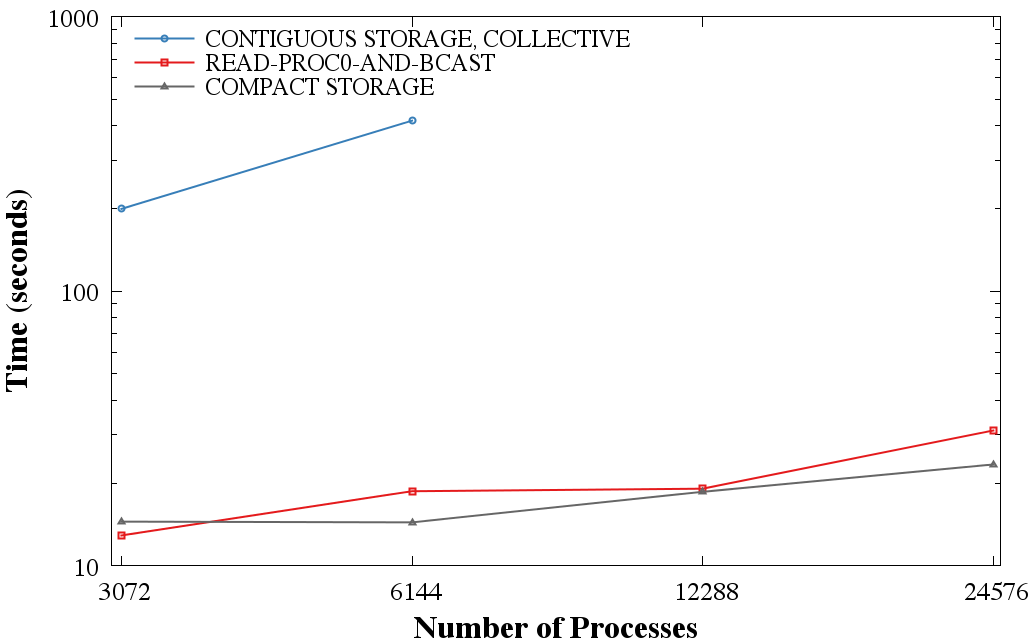 1000
CONTIGUOUS STORAGE, COLLECTIVE
READ-PROC0-AND-BCAST
COMPACT STORAGE
Time (seconds)
100
10
3072 6144 12288 24576
Number of Processes